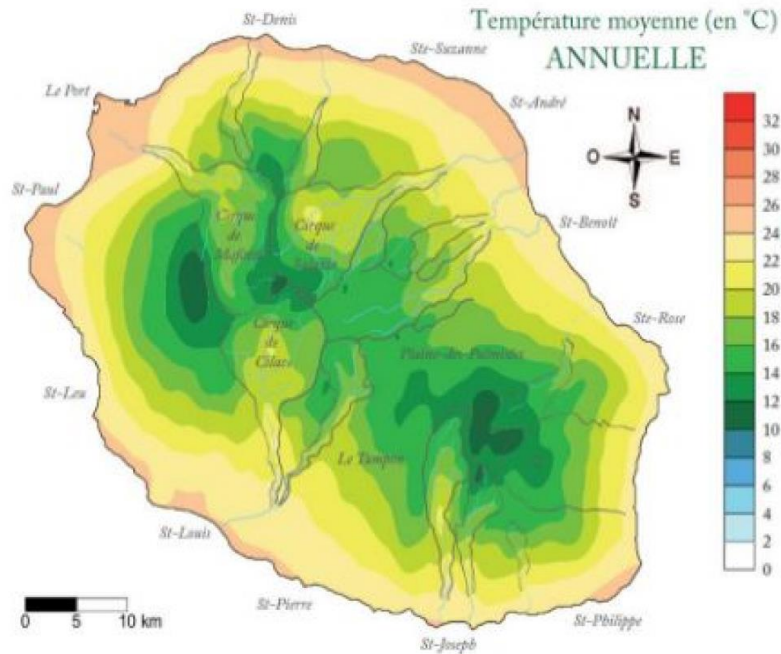 Température moyenne (en °C)
ANNUELLE
St-Denis
Ste-Suzanne
Le Port
St-André
N
O E
S
St-Paul
St-Benoit
Cirque de Mafate
Cirque de Salazie
Ste-Rose
Cirque de Cilaos
Plaine-des-Palmistes
St-Leu
Le Tampon
St-Louis
St-Pierre
St-Philippe
St-Joseph
0 5 10 km
32
30
28
26
24
22
20
18
16
14
12
10
8
6
4
2
0